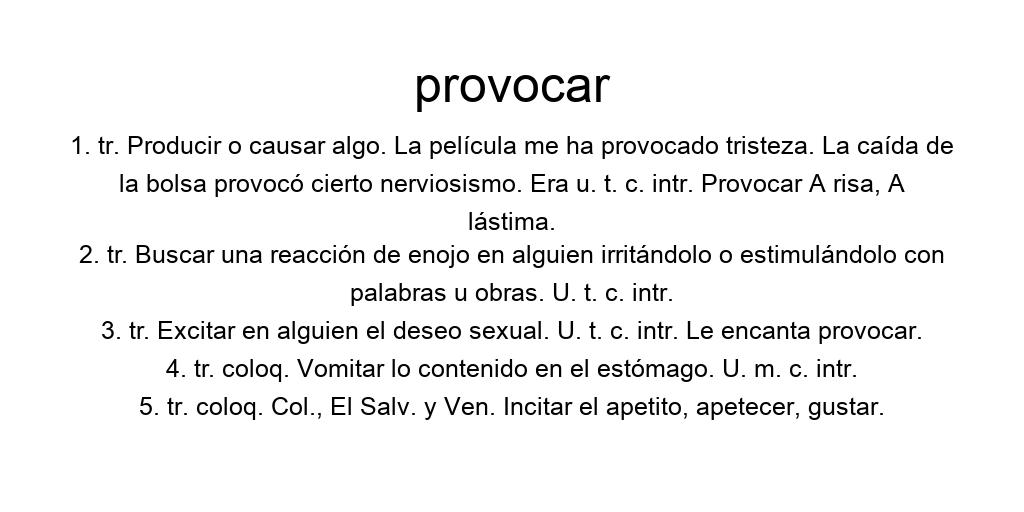 provocar
1. tr. Producir o causar algo. La película me ha provocado tristeza. La caída de
la bolsa provocó cierto nerviosismo. Era u. t. c. intr. Provocar A risa, A
lástima.
2. tr. Buscar una reacción de enojo en alguien irritándolo o estimulándolo con
palabras u obras. U. t. c. intr.
3. tr. Excitar en alguien el deseo sexual. U. t. c. intr. Le encanta provocar.
4. tr. coloq. Vomitar lo contenido en el estómago. U. m. c. intr.
5. tr. coloq. Col., El Salv. y Ven. Incitar el apetito, apetecer, gustar.